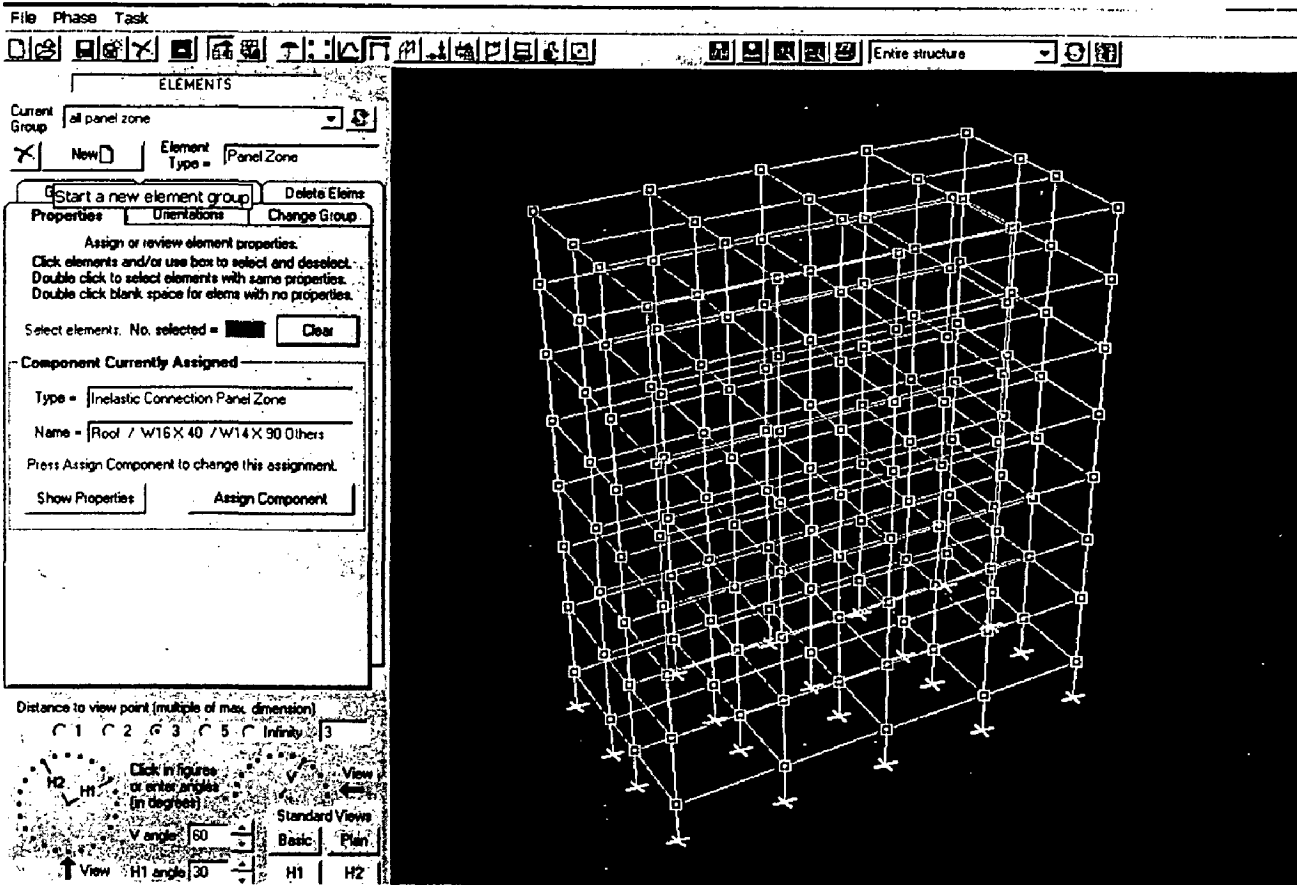 File Phase Task
Entire structure
ELEMENTS
Current Group all panel zone
New Element Type = Panel Zone
Start a new element group Delete Elems
Properties Orientations Change Group
Assign or review element properties.
Click elements and/or use box to select and deselect.
Double click to select elements with same properties.
Double click blank space for elems with no properties.
Select elements. No. selected = Clear
Component Currently Assigned
Type = Inelastic Connection Panel Zone
Name = Roof / W16 X 40 / W14 X 90 Others
Press Assign Component to change this assignment.
Show Properties Assign Component
Distance to view point (multiple of max. dimension)
1 2 3 5 Infinity 3
H2 H1 Click in figures V View
or enter angles
(in degrees)
Standard Views
V angle 60 Basic Plan
View H1 angle 30 H1 H2